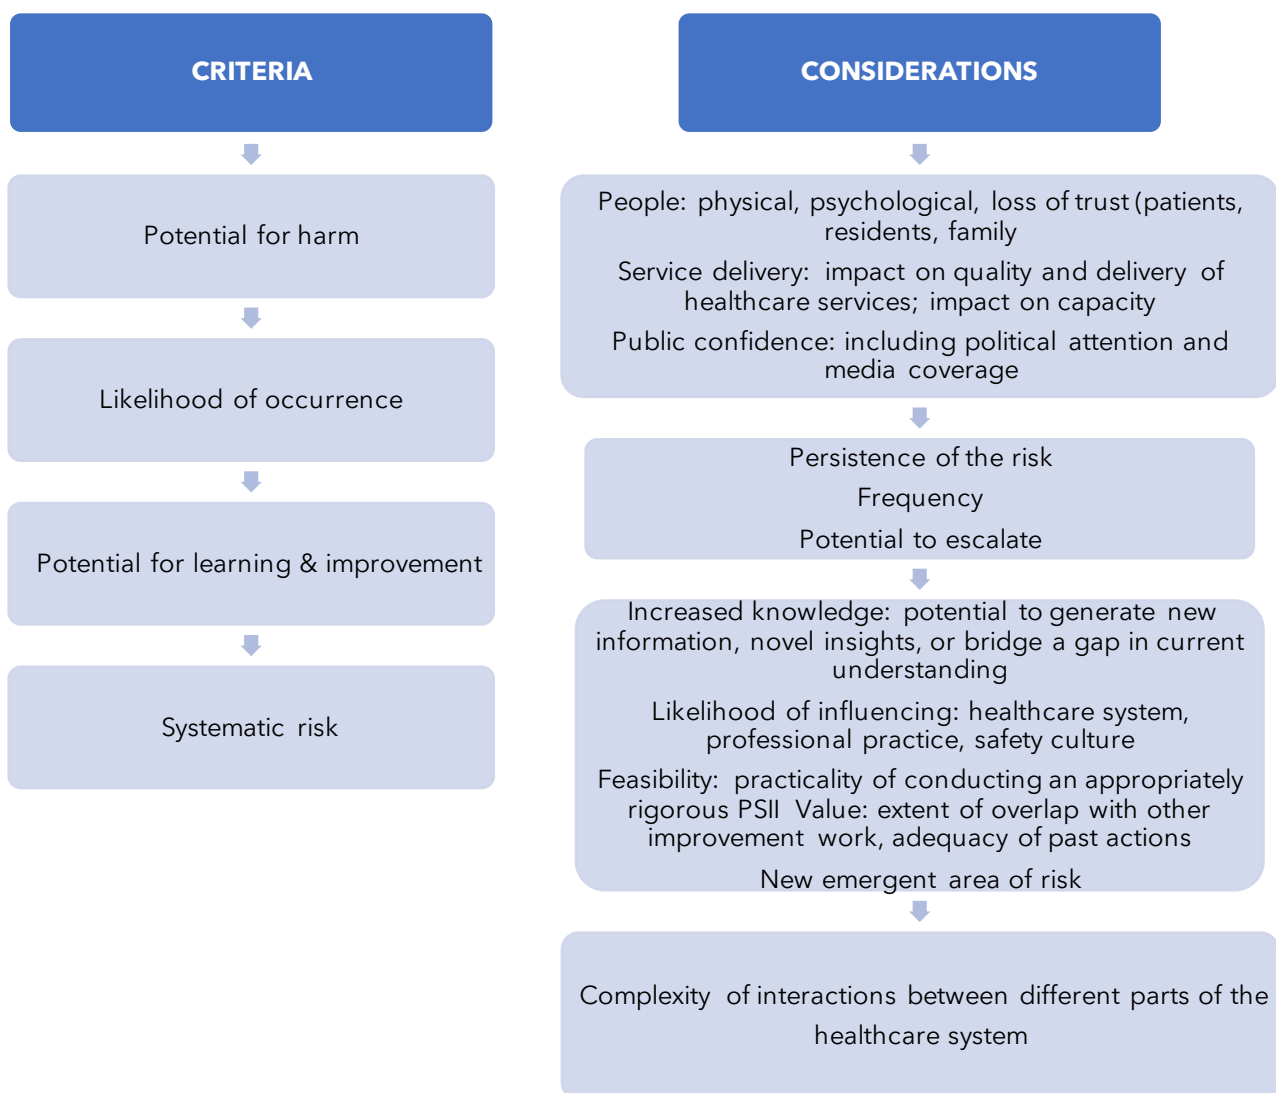 CRITERIA
Potential for harm
Likelihood of occurrence
Potential for learning & improvement
Systematic risk
CONSIDERATIONS
People: physical, psychological, loss of trust (patients,
residents, family
Service delivery: impact on quality and delivery of
healthcare services; impact on capacity
Public confidence: including political attention and
media coverage
Persistence of the risk
Frequency
Potential to escalate
Increased knowledge: potential to generate new
information, novel insights, or bridge a gap in current
understanding
Likelihood of influencing: healthcare system,
professional practice, safety culture
Feasibility: practicality of conducting an appropriately
rigorous PSII Value: extent of overlap with other
improvement work, adequacy of past actions
New emergent area of risk
Complexity of interactions between different parts of the
healthcare system